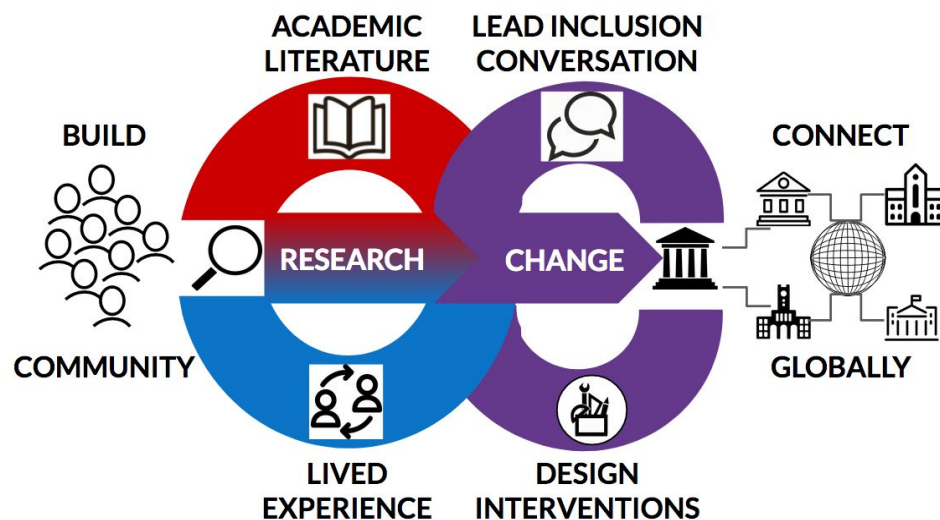 ACADEMIC
LITERATURE
LEAD INCLUSION
CONVERSATION
BUILD
COMMUNITY
RESEARCH
CHANGE
CONNECT
GLOBALLY
LIVED
EXPERIENCE
DESIGN
INTERVENTIONS